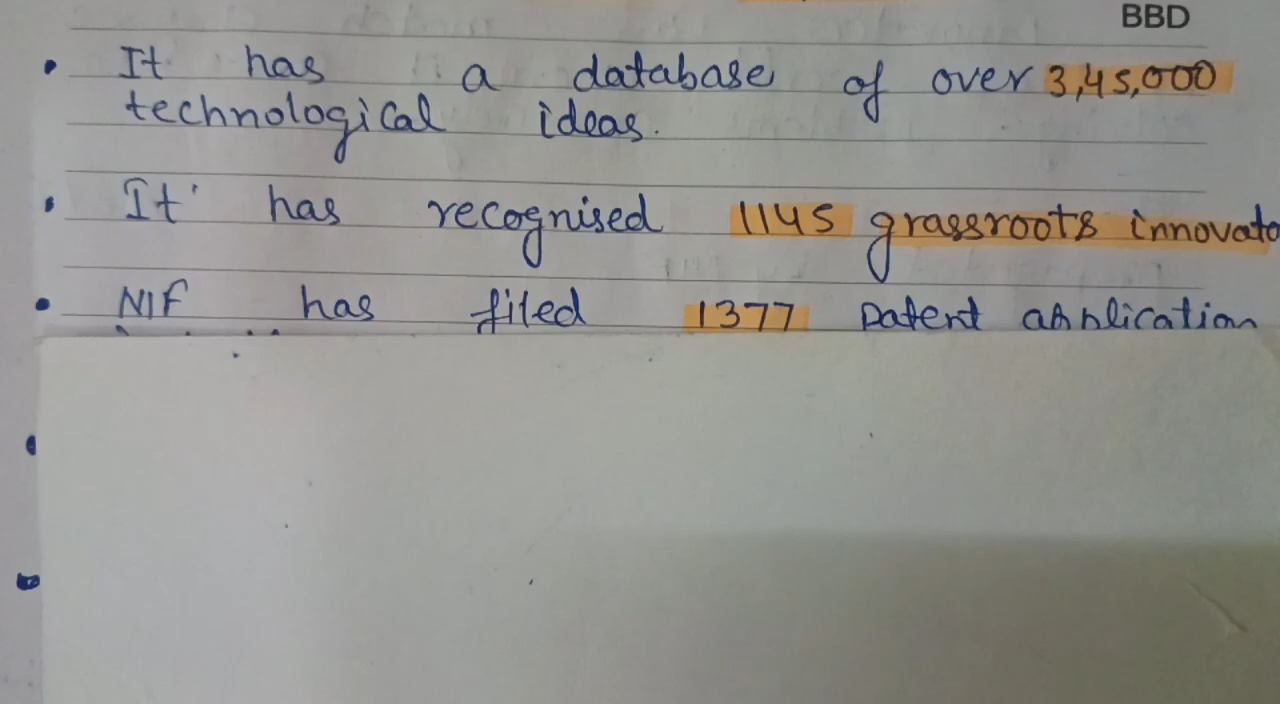 BBD
• It has a database of over 3,45,000
technological ideas.
• It has recognised 1145 grassroots innovato
• NIF has filed 1377 patent application